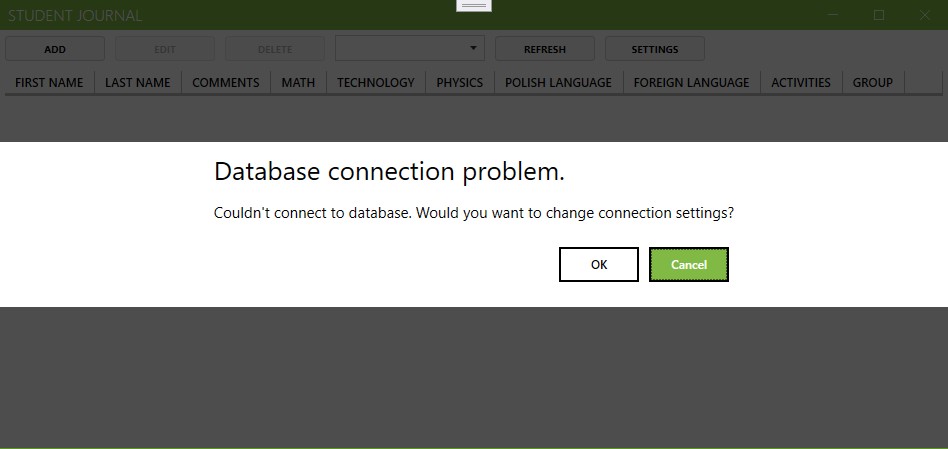 STUDENT JOURNAL
ADD EDIT DELETE REFRESH SETTINGS
FIRST NAME LAST NAME COMMENTS MATH TECHNOLOGY PHYSICS POLISH LANGUAGE FOREIGN LANGUAGE ACTIVITIES GROUP
Database connection problem.
Couldn't connect to database. Would you want to change connection settings?
OK Cancel